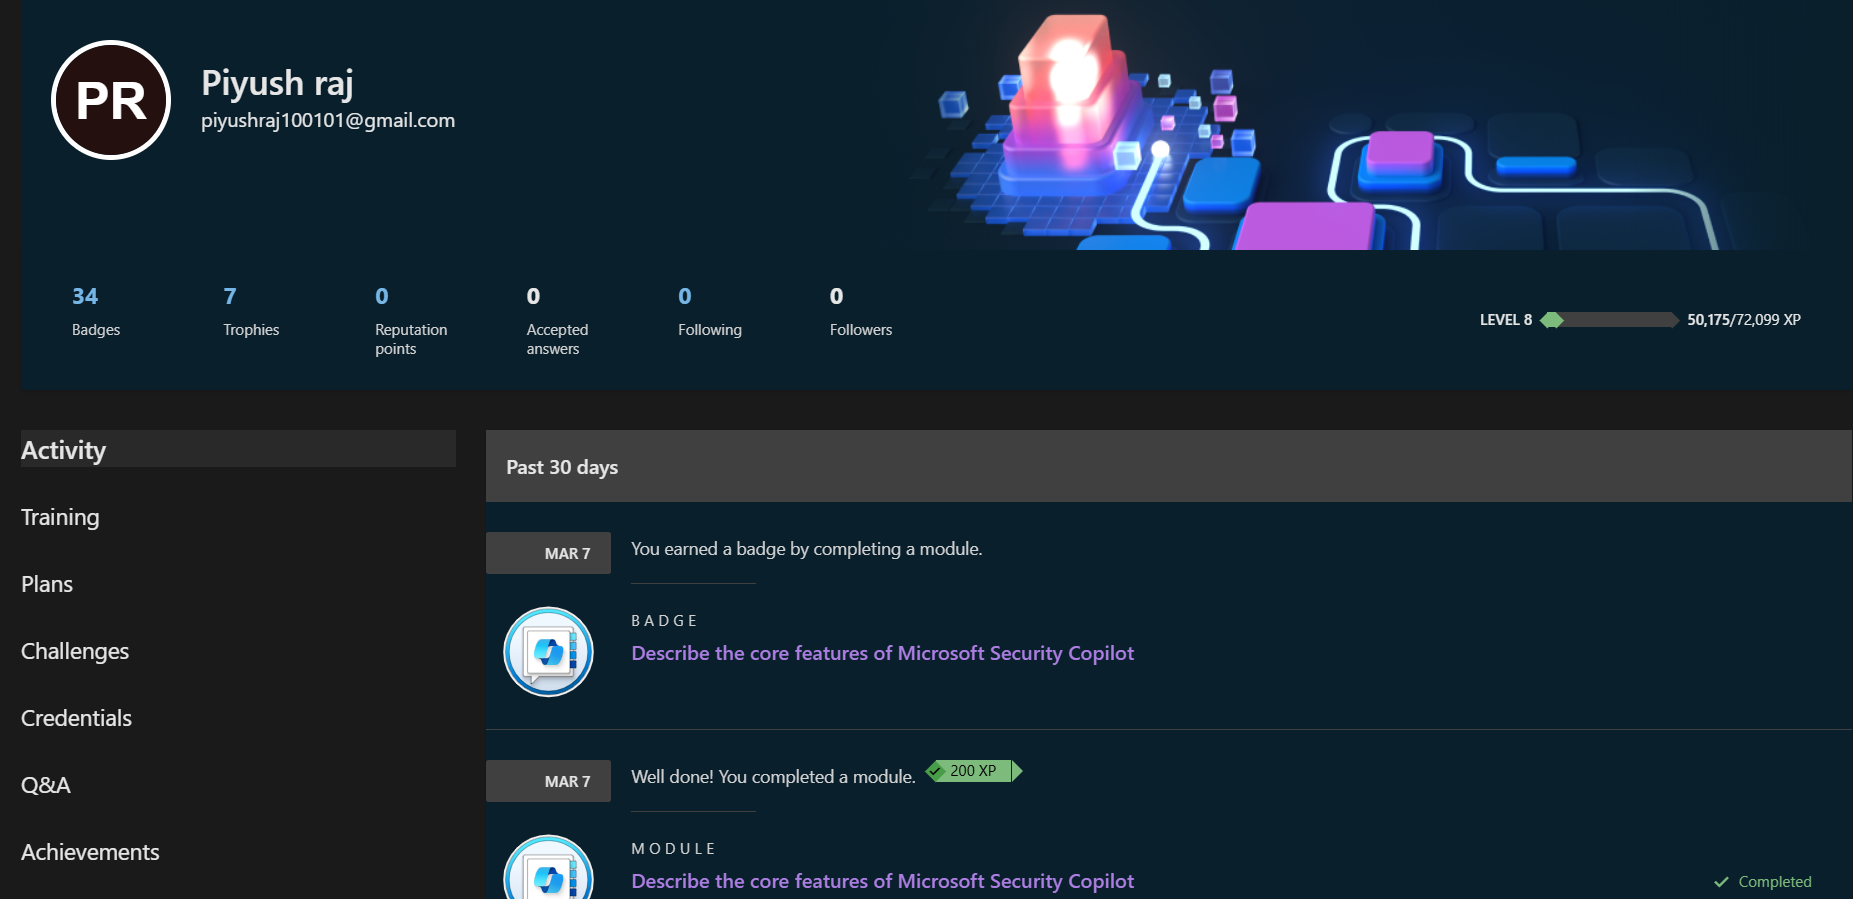 PR
Piyush raj
piyushraj100101@gmail.com
34
Badges
7
Trophies
0
Reputation
points
0
Accepted
answers
0
Following
0
Followers
LEVEL 8
50,175/72,099 XP
Activity
Training
Plans
Challenges
Credentials
Q&A
Achievements
Past 30 days
MAR 7
You earned a badge by completing a module.
BADGE
Describe the core features of Microsoft Security Copilot
MAR 7
Well done! You completed a module.
200 XP
MODULE
Describe the core features of Microsoft Security Copilot
Completed